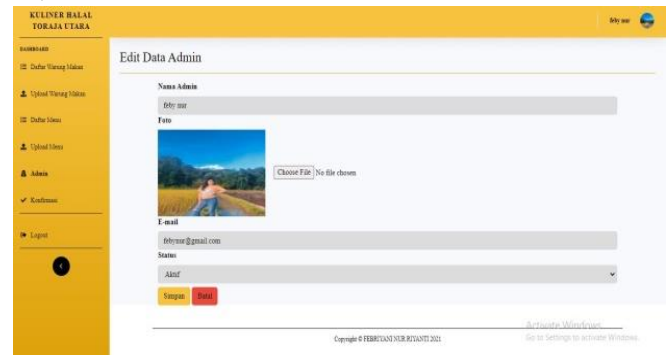 KULINER HALAL
TORAJA UTARA
feby nur
DASHBOARD
Daftar Warung Makan
Upload Warung Makan
Daftar Menu
Upload Menu
Admin
Konfirmasi
Logout
Edit Data Admin
Nama Admin
feby nur
Foto
Choose File No file chosen
E-mail
febynur@gmail.com
Status
Aktif
Simpan Batal
Copyright © FEBRIYANI NUR RIYANTI 2021
Activate Windows
Go to Settings to activate Windows.